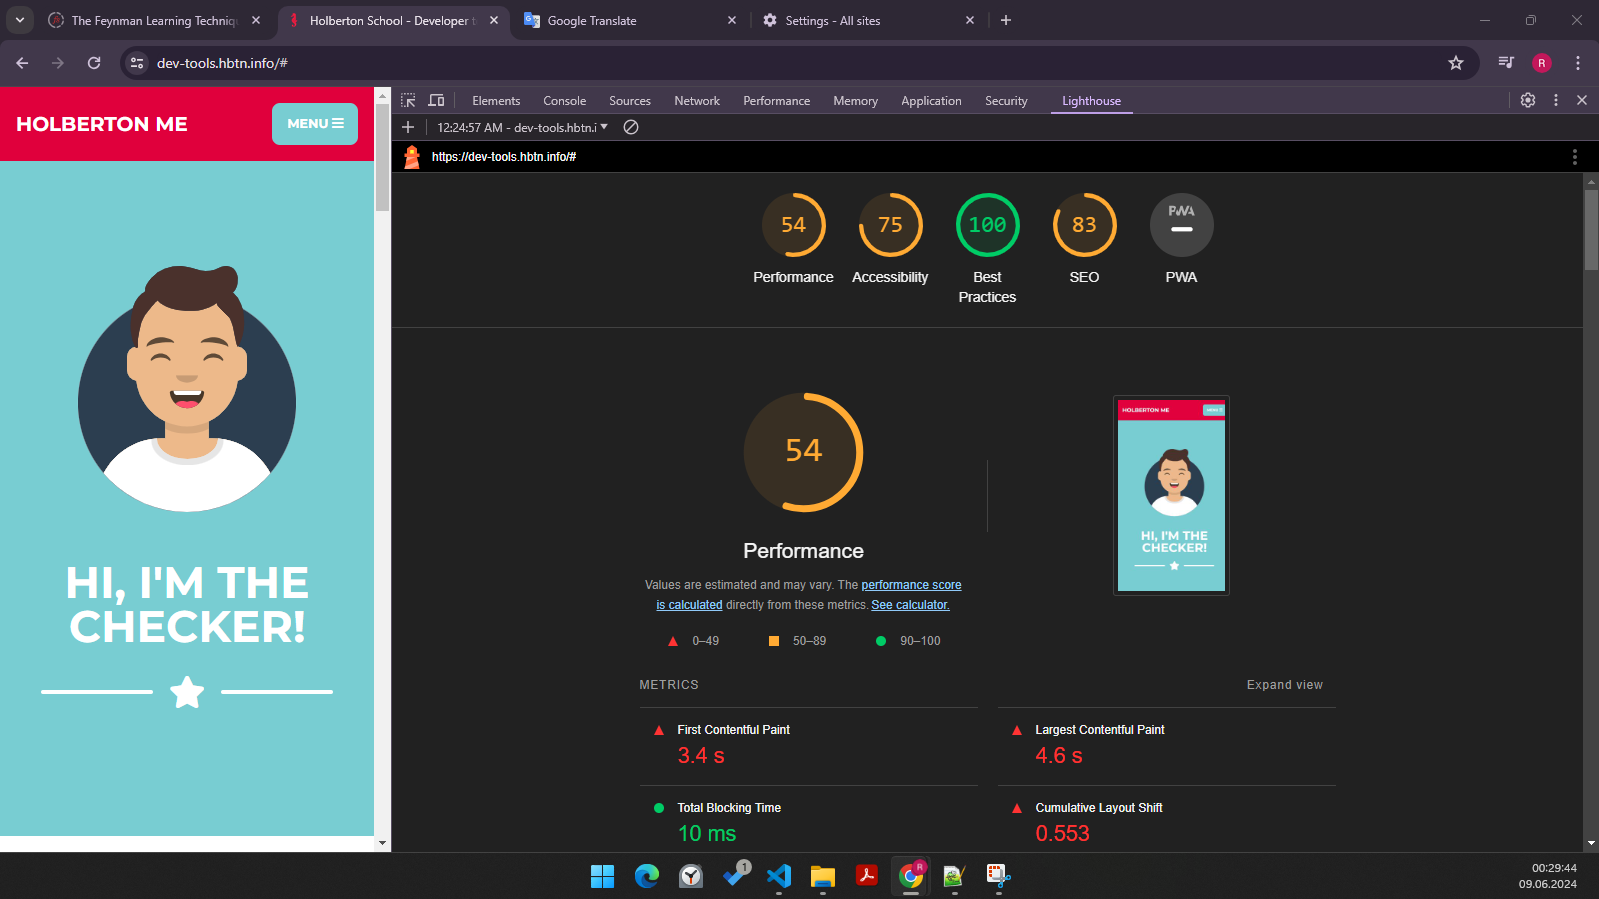 The Feynman Learning Techniqu
Holberton School - Developer t
Google Translate
Settings - All sites
dev-tools.hbtn.info/#
R
HOLBERTON ME
MENU
HI, I'M THE
CHECKER!
Elements
Console
Sources
Network
Performance
Memory
Application
Security
Lighthouse
12:24:57 AM - dev-tools.hbtn.i
https://dev-tools.hbtn.info/#
54
75
100
83
PWA
Performance
Accessibility
Best
Practices
SEO
PWA
54
Performance
Values are estimated and may vary. The performance score
is calculated directly from these metrics. See calculator.
0–49
50–89
90–100
HOLBERTON ME
MENU
HI, I'M THE
CHECKER!
METRICS
Expand view
First Contentful Paint
3.4 s
Largest Contentful Paint
4.6 s
Total Blocking Time
10 ms
Cumulative Layout Shift
0.553
1
R
00:29:44
09.06.2024